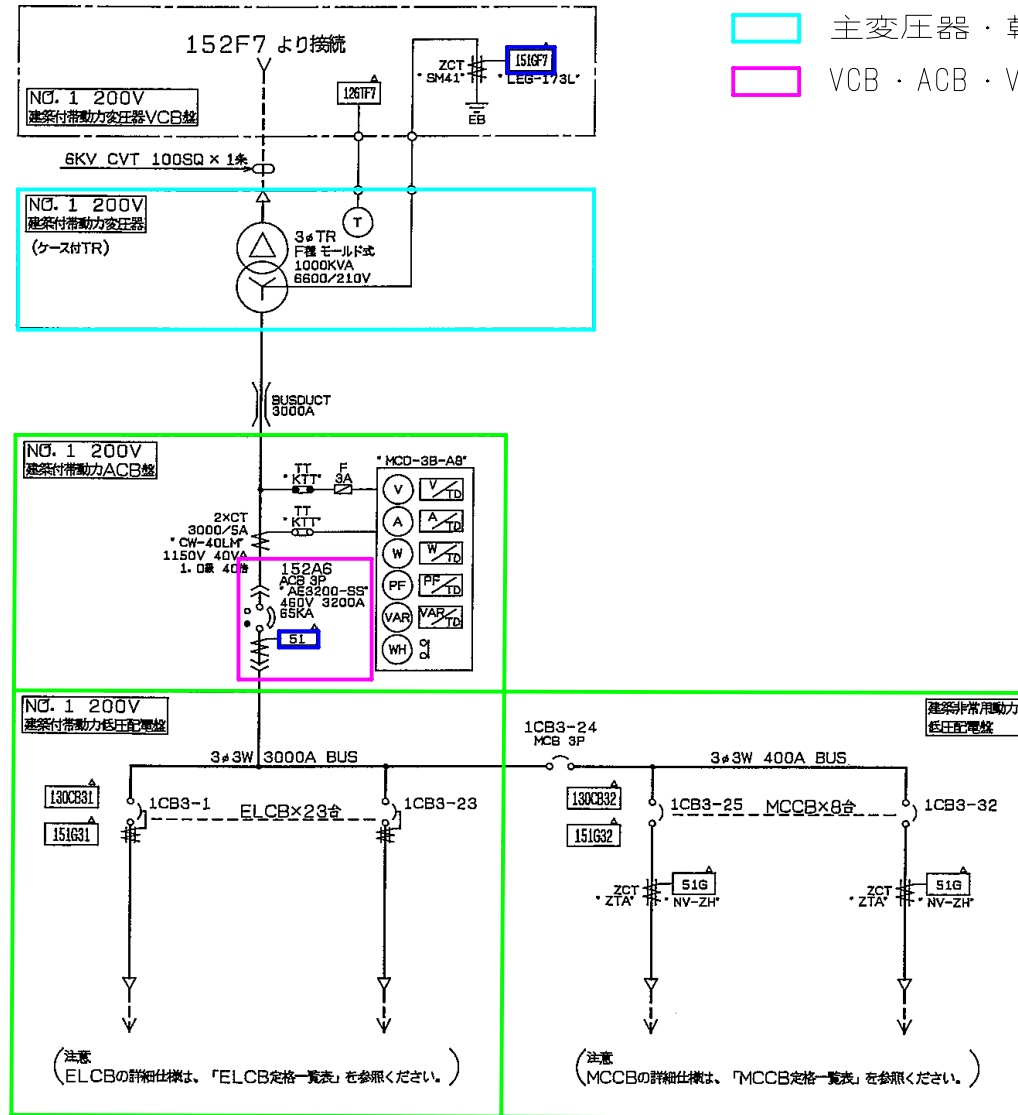 主変圧器・
VCB・ACB・V
152F7 より接続
NO. 1 200V
建築付帯動力変圧器VCB盤
126TF7
ZCT
"SM41"
151GF7
"LEG-173L"
EB
6KV CVT 100SQ × 1条
NO. 1 200V
建築付帯動力変圧器
(ケース付TR)
T
3φTR
F種 モールド式
1000KVA
6600/210V
BUSDUCT
3000A
NO. 1 200V
建築付帯動力ACB盤
TT
"KTT"
F
3A
"MCD-3B-A8"
V V/TD
TT
"KTT"
A A/TD
W W/TD
PF PF/TD
VAR VAR/TD
WH
2×CT
3000/5A
"CW-40LM"
1150V 40VA
1. 0級 40倍
152A6
ACB 3P
"AE3200-SS"
460V 3200A
65KA
51
NO. 1 200V
建築付帯動力低圧配電盤
建築非常用動力
低圧配電盤
1CB3-24
MCB 3P
3φ3W 3000A BUS
3φ3W 400A BUS
130CB31
151G31
1CB3-1
ELCB×23台
1CB3-23
130CB32
151G32
1CB3-25
MCCB×8台
1CB3-32
ZCT
"ZTA"
51G
"NV-ZH"
ZCT
"ZTA"
51G
"NV-ZH"
注意
ELCBの詳細仕様は、「ELCB定格一覧表」を参照ください。
注意
MCCBの詳細仕様は、「MCCB定格一覧表」を参照ください。